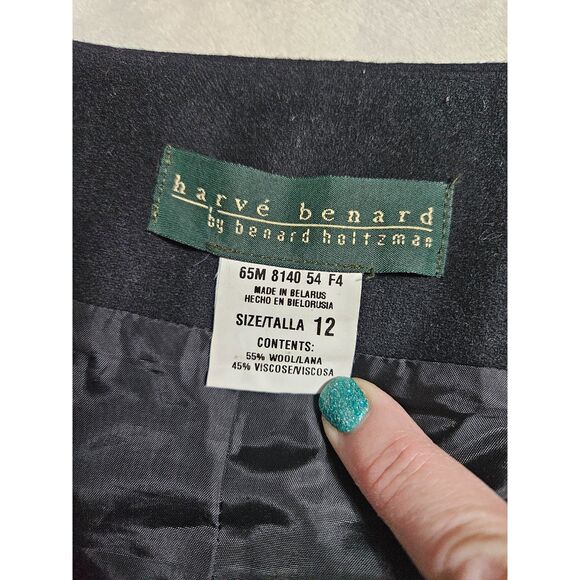 harvé benard
by benard holtzman
65M 8140 54 F4
MADE IN BELARUS
HECHO EN BIELORUSIA
SIZE/TALLA 12
CONTENTS:
55% WOOL/LANA
45% VISCOSE/VISCOSA